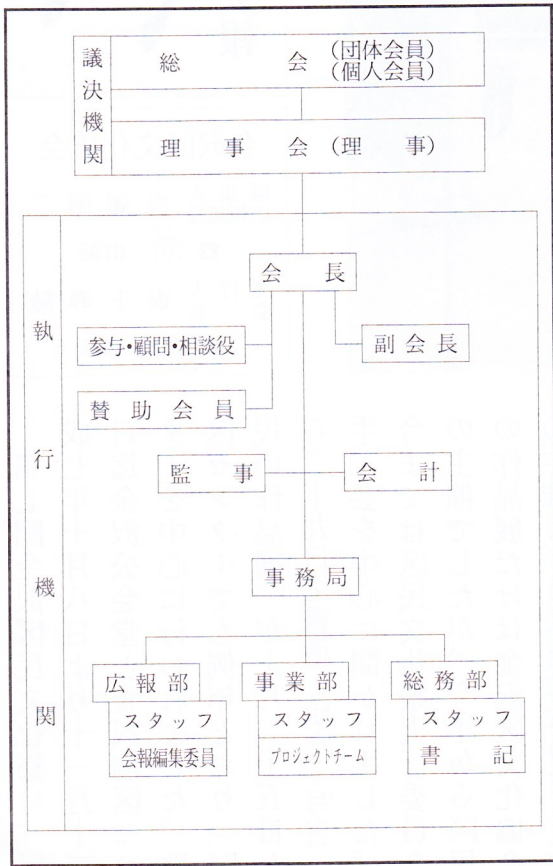 議決機関
総会（団体会員）（個人会員）
理事会（理事）
執行機関
会長
参与・顧問・相談役
副会長
賛助会員
監事
会計
事務局
広報部
スタッフ
会報編集委員
事業部
スタッフ
プロジェクトチーム
総務部
スタッフ
書記